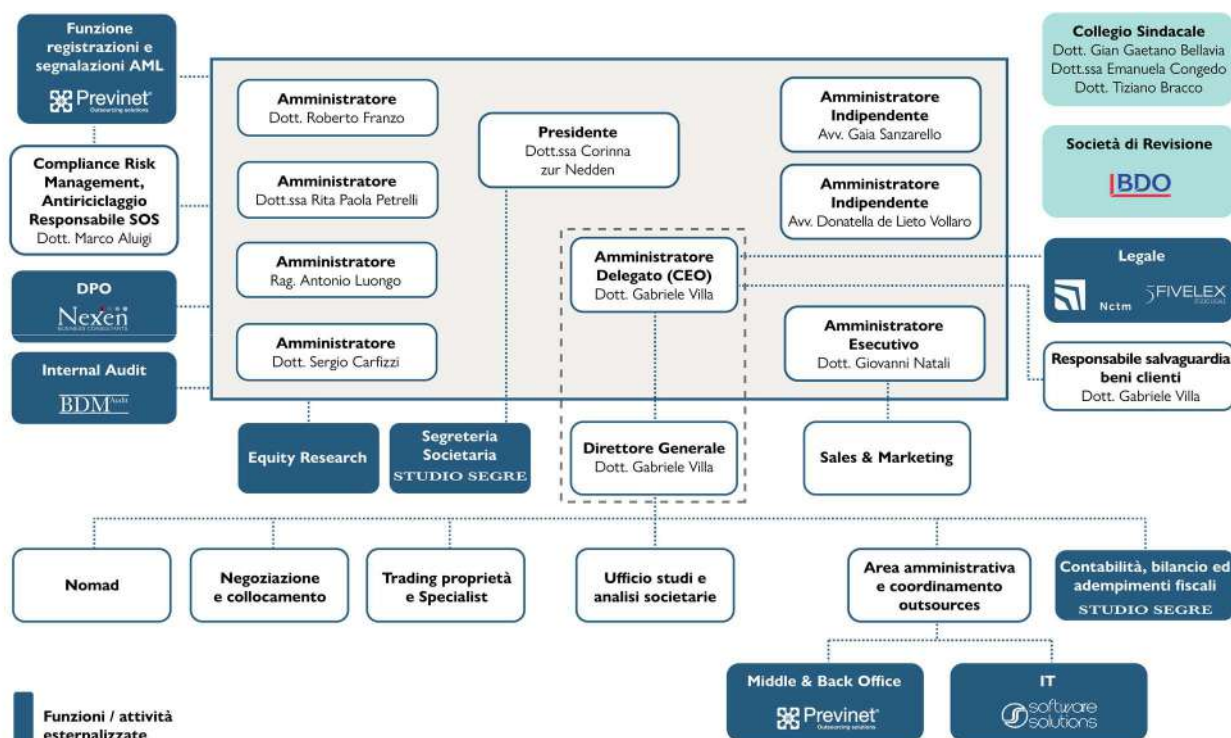 Funzione
registrazioni e
segnalazioni AML
Previnet®
Outsourcing solutions
Compliance Risk
Management,
Antiriciclaggio
Responsabile SOS
Dott. Marco Aluigi
DPO
Nexen
BUSINESS CONSULTANTS
Internal Audit
BDM Audit
Amministratore
Dott. Roberto Franzo
Amministratore
Dott.ssa Rita Paola Petrelli
Amministratore
Rag. Antonio Luongo
Amministratore
Dott. Sergio Carfizzi
Presidente
Dott.ssa Corinna
zur Nedden
Amministratore
Delegato (CEO)
Dott. Gabriele Villa
Amministratore
Indipendente
Avv. Gaia Sanzarello
Amministratore
Indipendente
Avv. Donatella de Lieto Vollaro
Amministratore
Esecutivo
Dott. Giovanni Natali
Collegio Sindacale
Dott. Gian Gaetano Bellavia
Dott.ssa Emanuela Congedo
Dott. Tiziano Bracco
Società di Revisione
BDO
Legale
Nctm
5FIVELEX
Responsabile salvaguardia
beni clienti
Dott. Gabriele Villa
Equity Research
Segreteria
Societaria
STUDIO SEGRE
Direttore Generale
Dott. Gabriele Villa
Sales & Marketing
Nomad
Negoziazione
e collocamento
Trading proprietà
e Specialist
Ufficio studi e
analisi societarie
Area amministrativa
e coordinamento
outsources
Contabilità, bilancio ed
adempimenti fiscali
STUDIO SEGRE
Middle & Back Office
Previnet®
Outsourcing solutions
IT
software
solutions
Funzioni / attività
esternalizzate